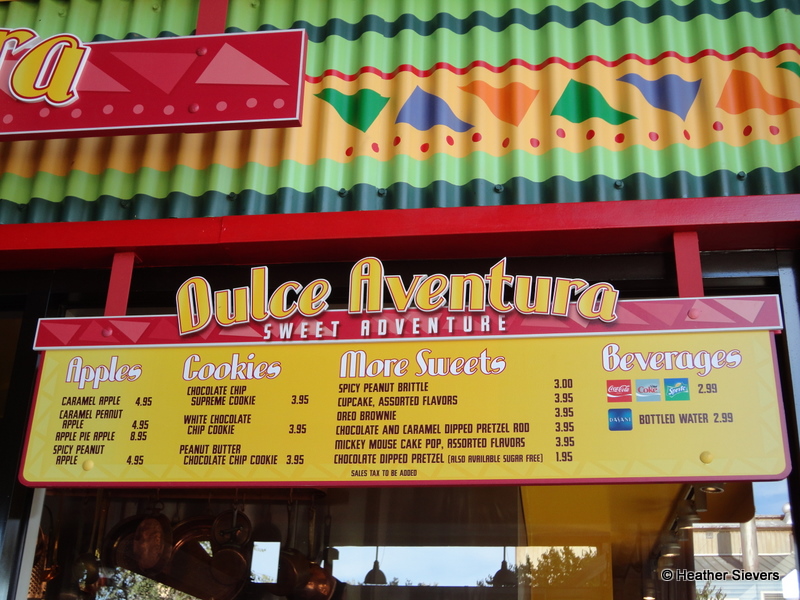 ra
Dulce Aventura
SWEET ADVENTURE
Apples
CARAMEL APPLE 4.95
CARAMEL PEANUT
APPLE 4.95
APPLE PIE APPLE 8.95
SPICY PEANUT
APPLE 4.95
Cookies
CHOCOLATE CHIP
SUPREME COOKIE 3.95
WHITE CHOCOLATE
CHIP COOKIE 3.95
PEANUT BUTTER
CHOCOLATE CHIP COOKIE 3.95
More Sweets
SPICY PEANUT BRITTLE 3.00
CUPCAKE, ASSORTED FLAVORS 3.95
OREO BROWNIE 3.95
CHOCOLATE AND CARAMEL DIPPED PRETZEL ROD 3.95
MICKEY MOUSE CAKE POP, ASSORTED FLAVORS 3.95
CHOCOLATE DIPPED PRETZEL (ALSO AVAILABLE SUGAR FREE) 1.95
SALES TAX TO BE ADDED
Beverages
Coca-Cola Coke Sprite 2.99
DASANI BOTTLED WATER 2.99
© Heather Sievers